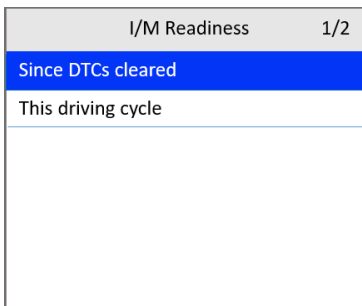 I/M Readiness 1/2
Since DTCs cleared
This driving cycle